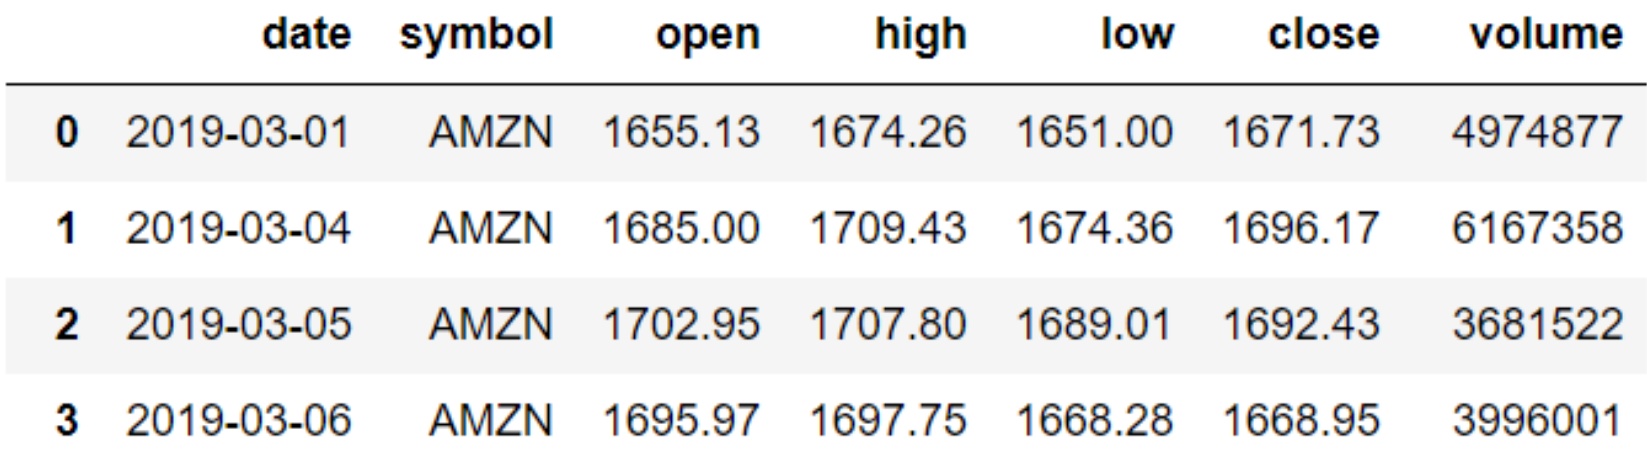 date symbol open high low close volume
0 2019-03-01 AMZN 1655.13 1674.26 1651.00 1671.73 4974877
1 2019-03-04 AMZN 1685.00 1709.43 1674.36 1696.17 6167358
2 2019-03-05 AMZN 1702.95 1707.80 1689.01 1692.43 3681522
3 2019-03-06 AMZN 1695.97 1697.75 1668.28 1668.95 3996001